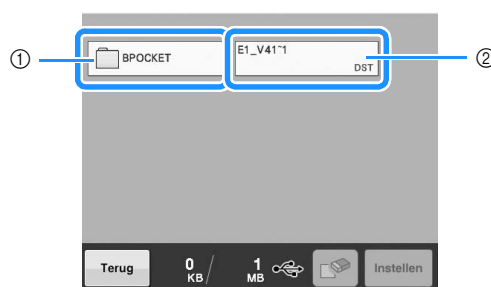 ① BPOCKET E1_V41~1 ②
DST
Terug 0 KB / 1 MB Instellen